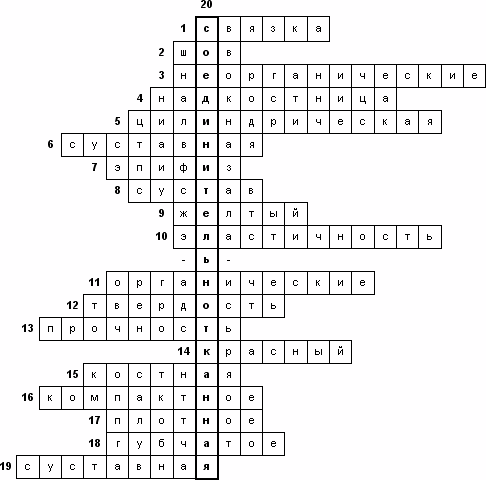 20
1 связка
2 шов
3 неорганические
4 надкостница
5 цилиндрическая
6 суставная
7 эпифиз
8 сустав
9 желтый
10 эластичность
- ь -
11 органические
12 твердость
13 прочность
14 красный
15 костная
16 компактное
17 плотное
18 губчатое
19 суставная